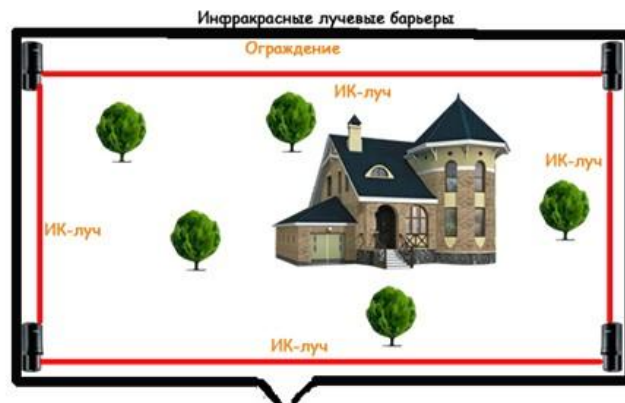 Инфракрасные лучевые барьеры
Ограждение
ИК-луч
ИК-луч
ИК-луч
ИК-луч